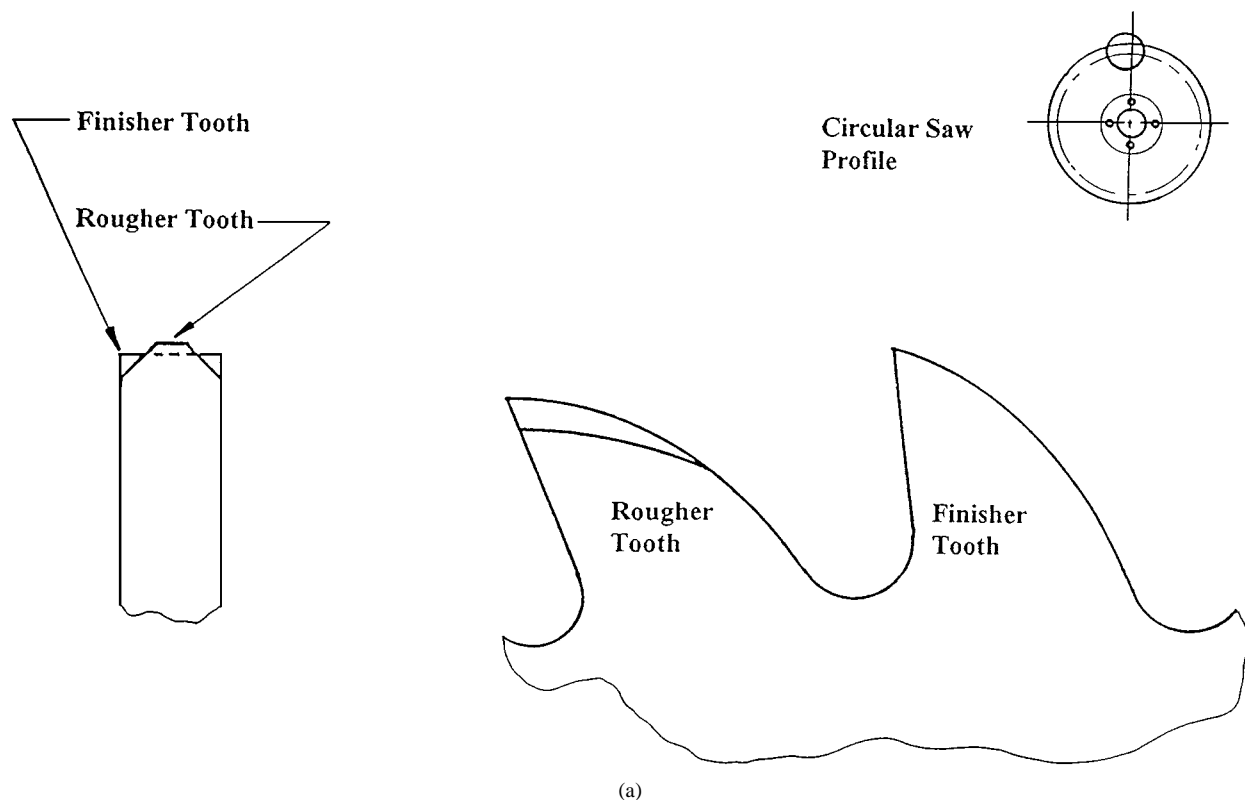 Finisher Tooth
Rougher Tooth
Circular Saw
Profile
Rougher
Tooth
Finisher
Tooth
(a)